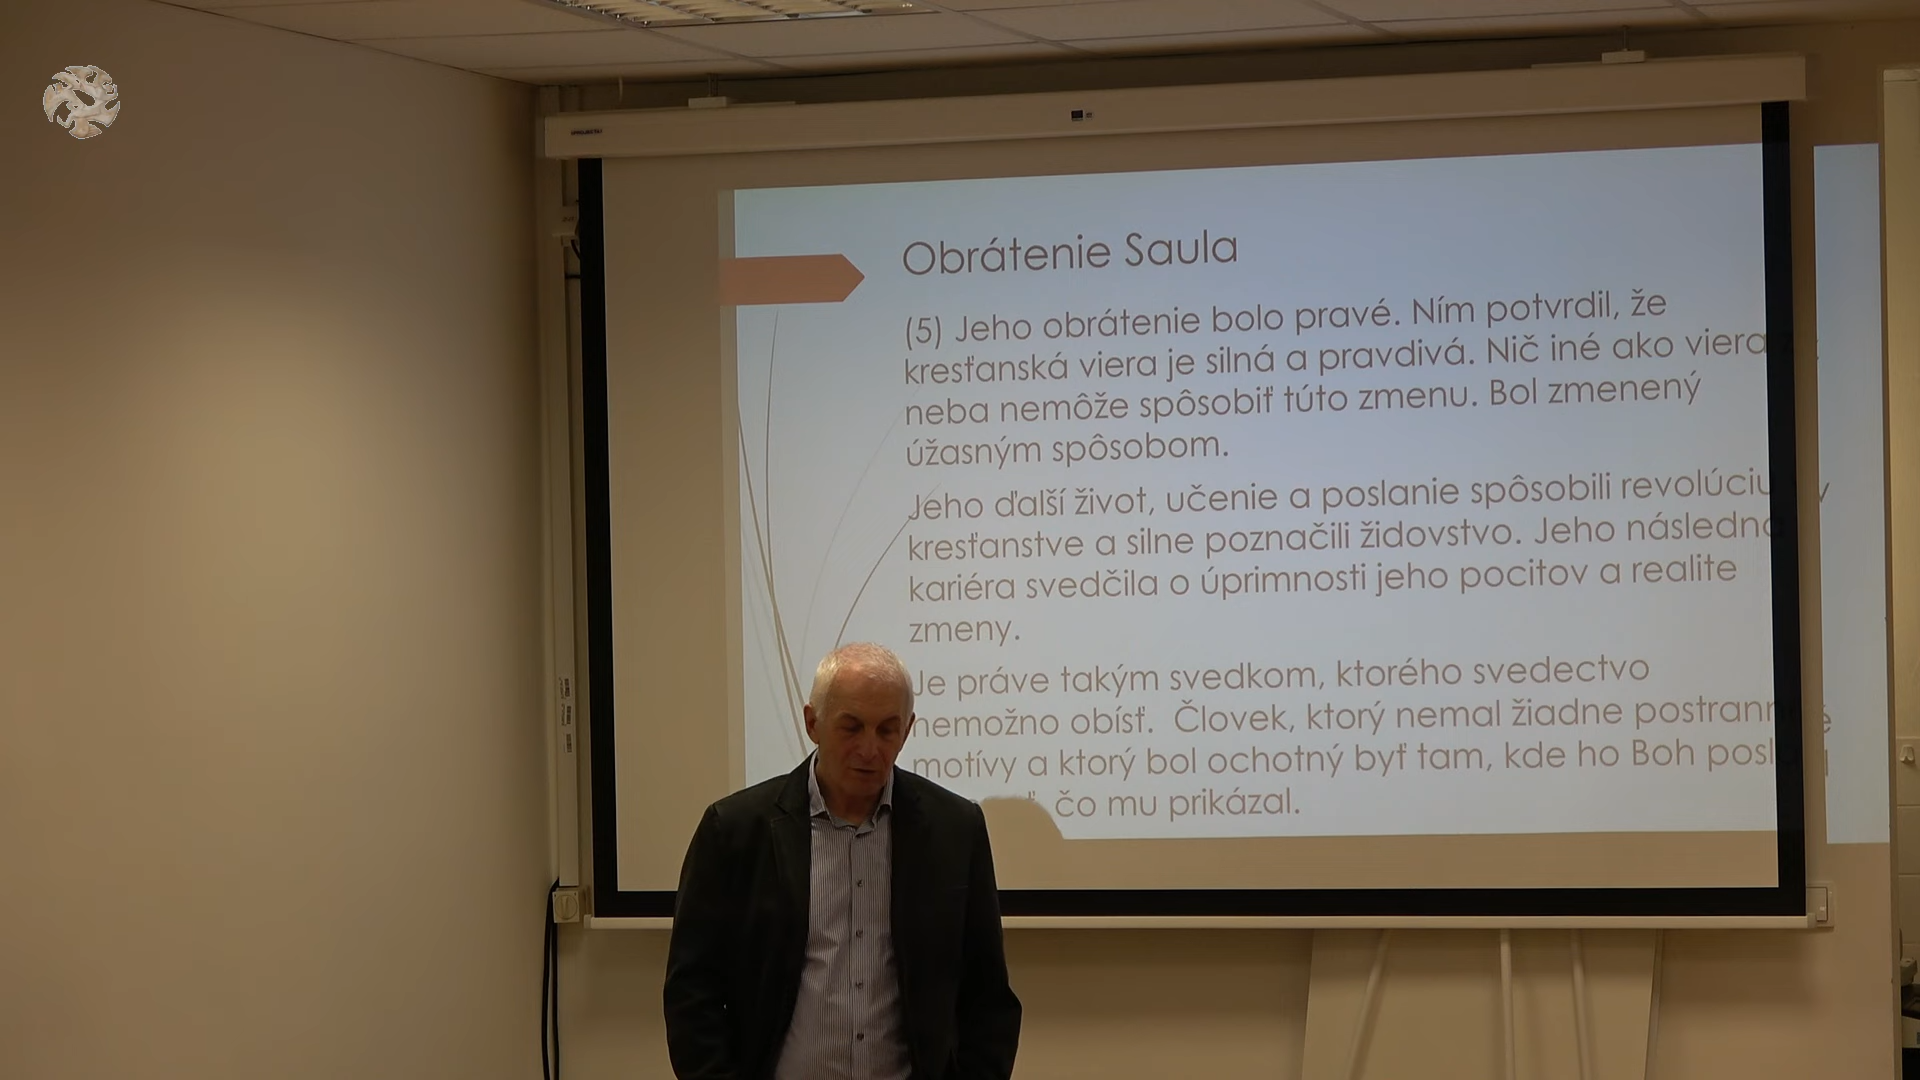 Obrátenie Saula
(5) Jeho obrátenie bolo pravé. Ním potvrdil, že
kresťanská viera je silná a pravdivá. Nič iné ako viera
neba nemôže spôsobiť túto zmenu. Bol zmenený
úžasným spôsobom.
Jeho ďalší život, učenie a poslanie spôsobili revolúciu v
kresťanstve a silne poznačili židovstvo. Jeho následná
kariéra svedčila o úprimnosti jeho pocitov a realite
zmeny.
Je práve takým svedkom, ktorého svedectvo
nemožno obísť. Človek, ktorý nemal žiadne postranné
motívy a ktorý bol ochotný byť tam, kde ho Boh
čo mu prikázal.